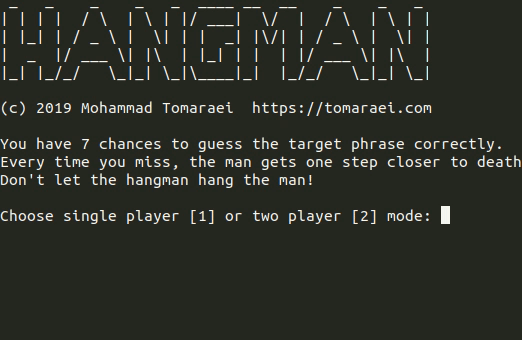 HANGMAN
(c) 2019 Mohammad Tomaraei  https://tomaraei.com
You have 7 chances to guess the target phrase correctly.
Every time you miss, the man gets one step closer to death
Don't let the hangman hang the man!
Choose single player [1] or two player [2] mode: